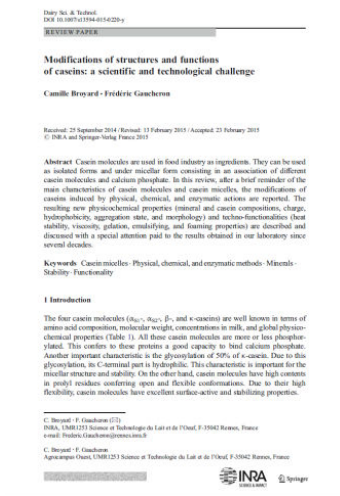 Dairy Sci. & Technol.
DOI 10.1007/s13594-015-0220-y
REVIEW PAPER
Modifications of structures and functions
of caseins: a scientific and technological challenge
Camille Broyard · Frédéric Gaucheron
Received: 25 September 2014 / Revised: 13 February 2015 / Accepted: 23 February 2015
© INRA and Springer-Verlag France 2015
Abstract Casein molecules are used in food industry as ingredients. They can be used
as isolated forms and under micellar form consisting in an association of different
casein molecules and calcium phosphate. In this review, after a brief reminder of the
main characteristics of casein molecules and casein micelles, the modifications of
caseins induced by physical, chemical, and enzymatic actions are reported. The
resulting new physicochemical properties (mineral and casein compositions, charge,
hydrophobicity, aggregation state, and morphology) and techno-functionalities (heat
stability, viscosity, gelation, emulsifying, and foaming properties) are described and
discussed with a special attention paid to the results obtained in our laboratory since
several decades.
Keywords Casein micelles · Physical, chemical, and enzymatic methods · Minerals ·
Stability · Functionality
1 Introduction
The four casein molecules (αS1-, αS2-, β-, and κ-caseins) are well known in terms of
amino acid composition, molecular weight, concentrations in milk, and global physico-
chemical properties (Table 1). All these casein molecules are more or less phosphor-
ylated. This confers to these proteins a good capacity to bind calcium phosphate.
Another important characteristic is the glycosylation of 50% of κ-casein. Due to this
glycosylation, its C-terminal part is hydrophilic. This characteristic is important for the
micellar structure and stability. On the other hand, casein molecules have high contents
in prolyl residues conferring open and flexible conformations. Due to their high
flexibility, casein molecules have excellent surface-active and stabilizing properties.
C. Broyard · F. Gaucheron (✉)
INRA, UMR1253 Science et Technologie du Lait et de l'Oeuf, F-35042 Rennes, France
e-mail: Frederic.Gaucheron@rennes.inra.fr
C. Broyard · F. Gaucheron
Agrocampus Ouest, UMR1253 Science et Technologie du Lait et de l'Oeuf, F-35042 Rennes, France
INRA
SCIENCE & IMPACT
Springer